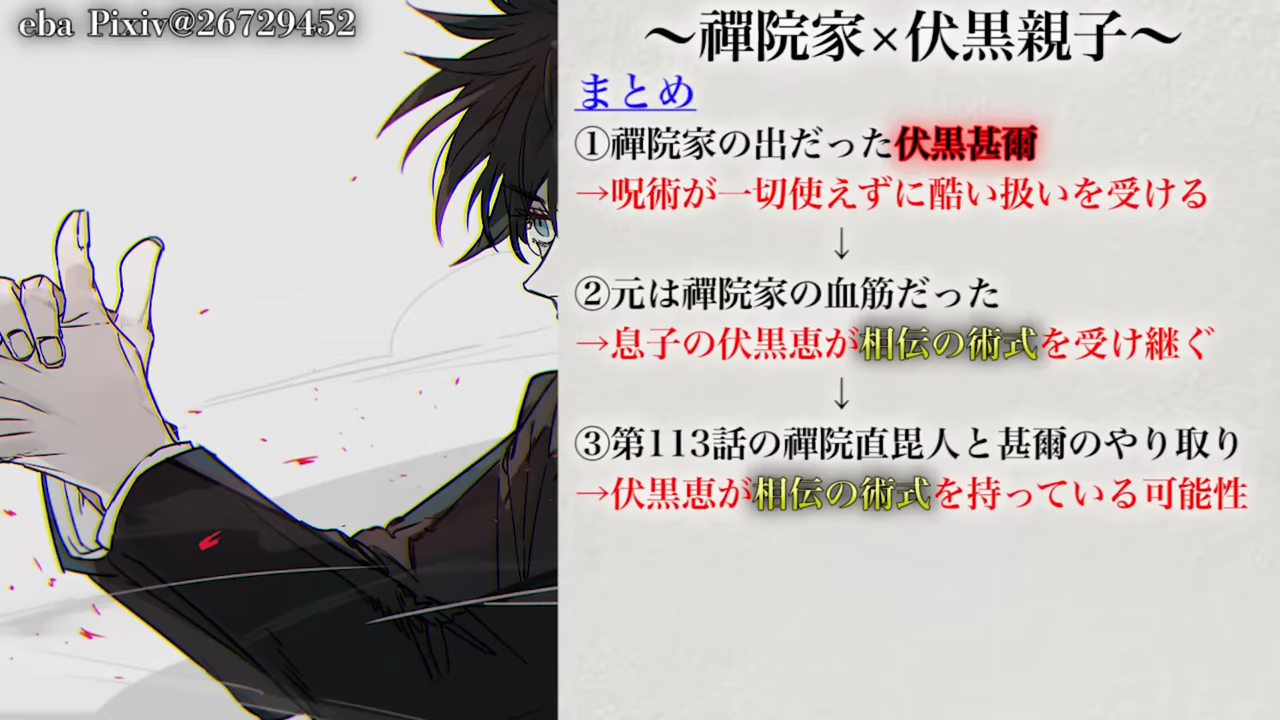 eba Pixiv@26729452
～禪院家×伏黒親子～
まとめ
①禪院家の出だった伏黒甚爾
→呪術が一切使えずに酷い扱いを受ける
↓
②元は禪院家の血筋だった
→息子の伏黒恵が相伝の術式を受け継ぐ
↓
③第113話の禪院直毘人と甚爾のやり取り
→伏黒恵が相伝の術式を持っている可能性